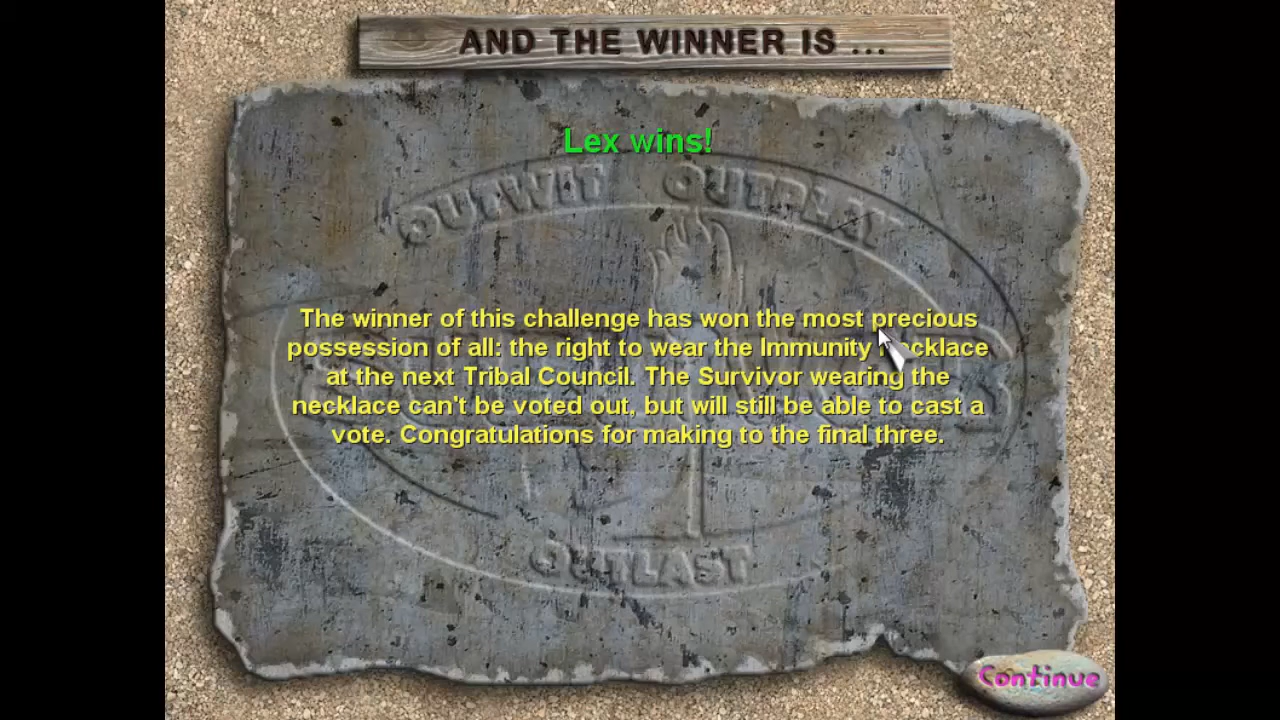 AND THE WINNER IS ...
Lex wins!
OUTWIT OUTPLAY
The winner of this challenge has won the most precious
possession of all: the right to wear the Immunity cklace
at the next Tribal Council. The Survivor wearing the
necklace can't be voted out, but will still be able to cast a
vote. Congratulations for making to the final three.
OUTLAST
Continue